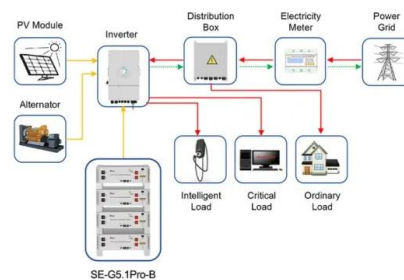 PV Module
Inverter
Distribution
Box
Electricity
Meter
Power
Grid
Alternator
Intelligent
Load
Critical
Load
Ordinary
Load
SE-G5.1Pro-B